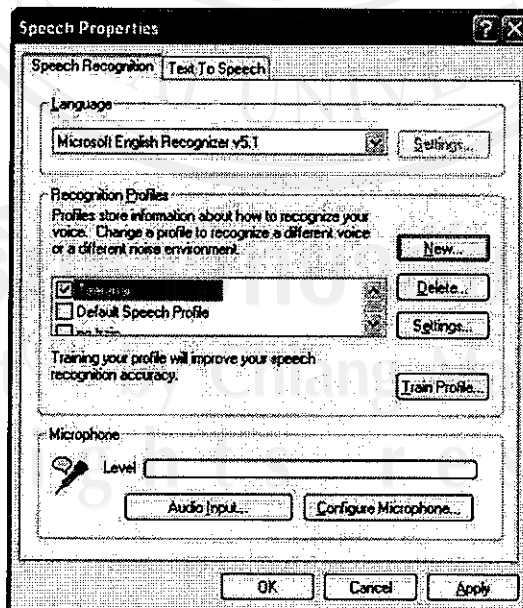 Speech Properties
Speech Recognition
Text To Speech
Language
Microsoft English Recognizer v5.1
Settings...
Recognition Profiles
Profiles store information about how to recognize your
voice. Change a profile to recognize a different voice
or a different noise environment.
New...
Delete...
Default Speech Profile
Settings...
Training your profile will improve your speech
recognition accuracy.
Train Profile...
Microphone
Level
Audio Input...
Configure Microphone...
OK
Cancel
Apply